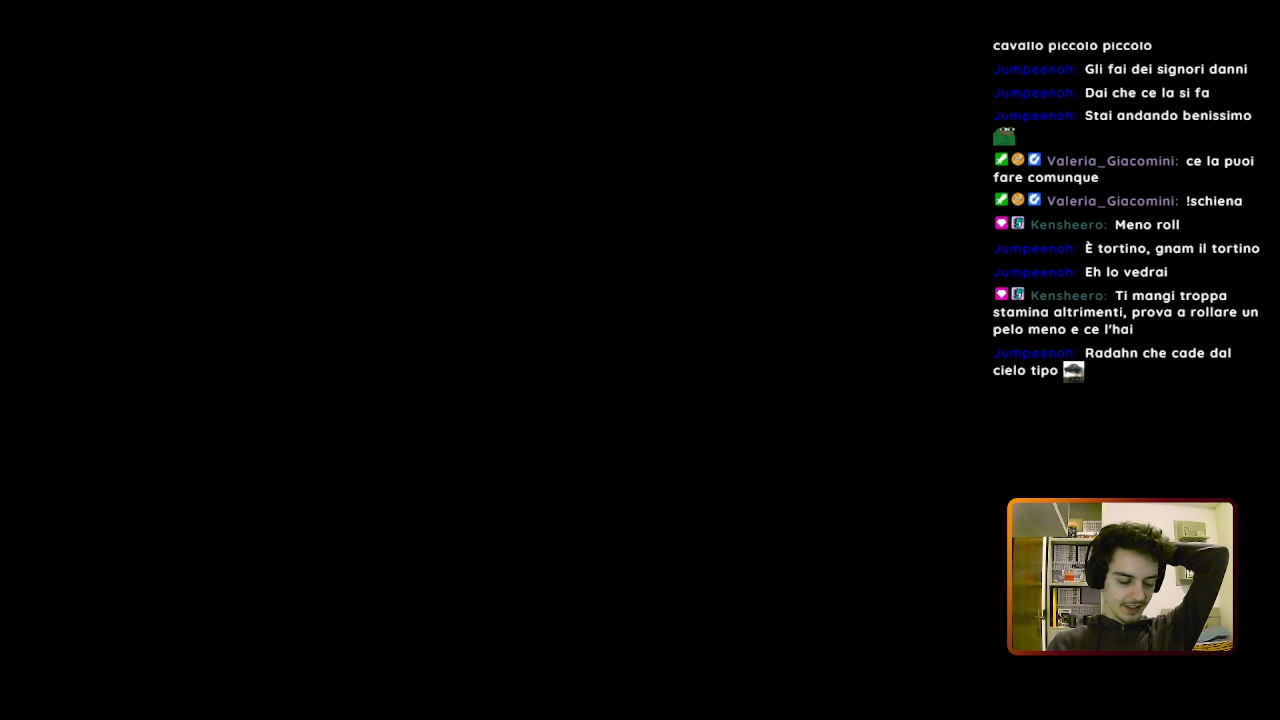 cavallo piccolo piccolo
Jumpeenoh: Gli fai dei signori danni
Jumpeenoh: Dai che ce la si fa
Jumpeenoh: Stai andando benissimo
Valeria_Giacomini: ce la puoi
fare comunque
Valeria_Giacomini: !schiena
Kensheero: Meno roll
Jumpeenoh: È tortino, gnam il tortino
Jumpeenoh: Eh lo vedrai
Kensheero: Ti mangi troppa
stamina altrimenti, prova a rollare un
pelo meno e ce l'hai
Jumpeenoh: Radahn che cade dal
cielo tipo